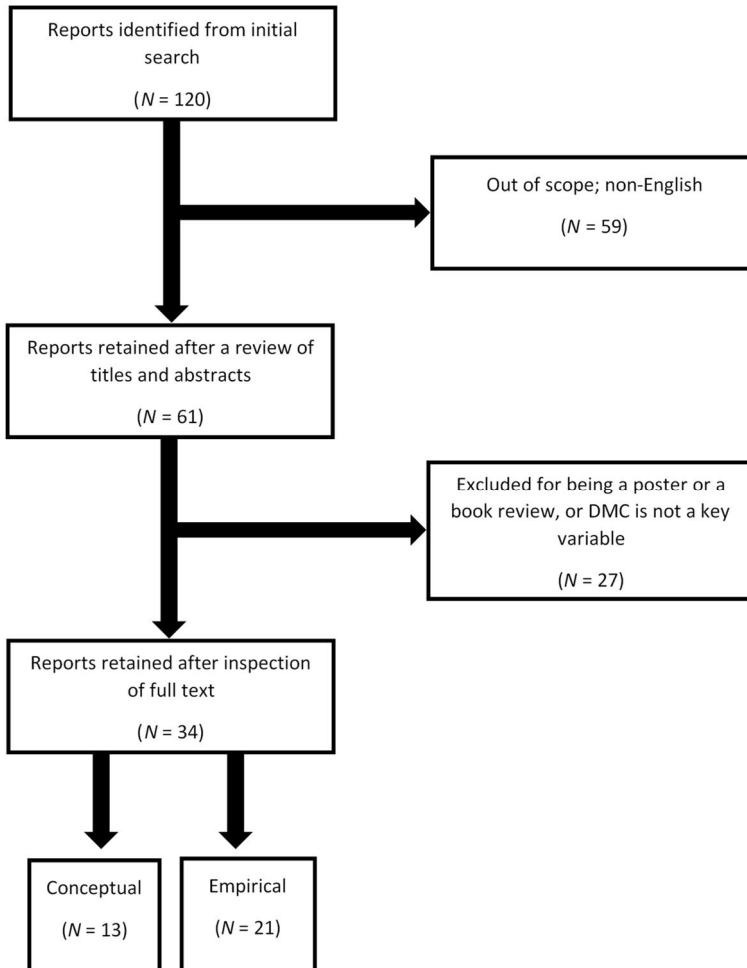 Reports identified from initial
search
(N = 120)
Out of scope; non-English
(N = 59)
Reports retained after a review of
titles and abstracts
(N = 61)
Excluded for being a poster or a
book review, or DMC is not a key
variable
(N = 27)
Reports retained after inspection
of full text
(N = 34)
Conceptual
(N = 13)
Empirical
(N = 21)